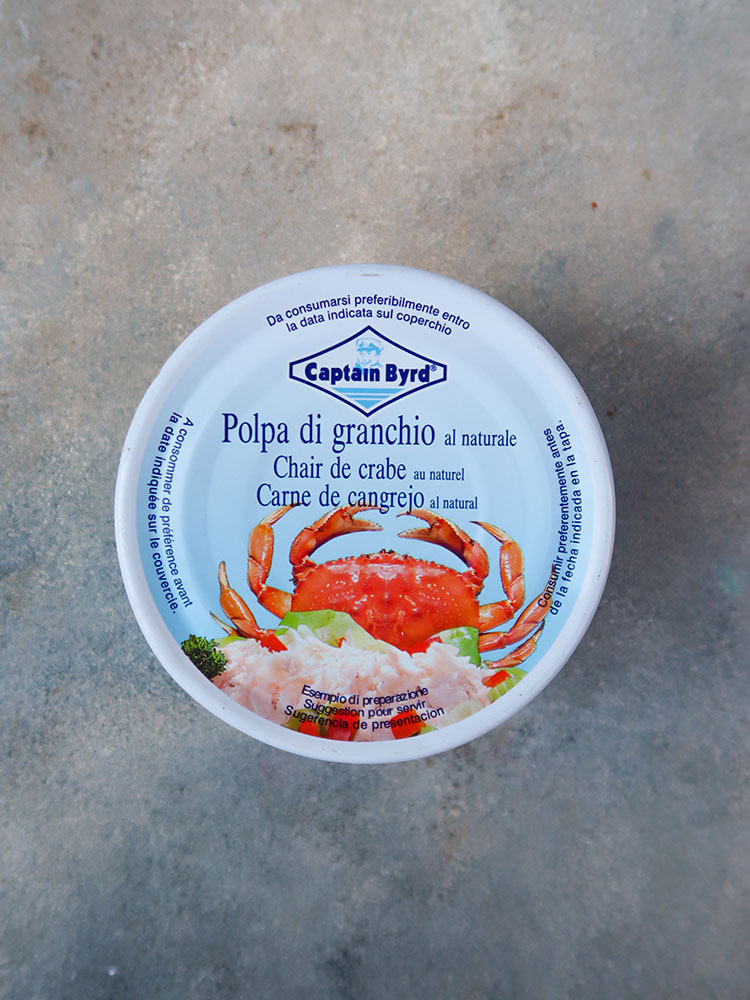 Da consumarsi preferibilmente entro
la data indicata sul coperchio
Captain Byrd®
Polpa di granchio al naturale
Chair de crabe au naturel
Carne de cangrejo al natural
A consommer de préférence avant
la date indiquée sur le couvercle.
Consumir preferentemente antes
de la fecha indicada en la tapa.
Esempio di preparazione
Suggestion pour servir
Sugerencia de presentacion